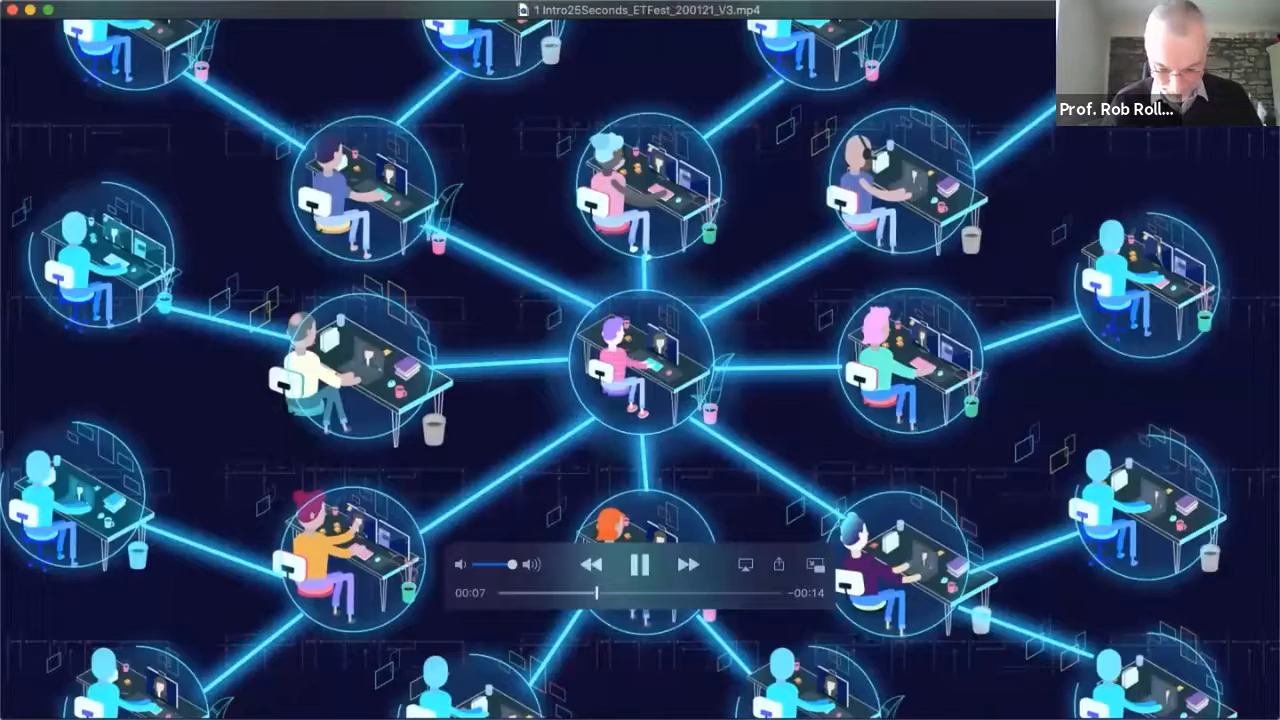 1 Intro25Seconds_ETFest_200121_V3.mp4
Prof. Rob Roll...
00:07
-00:14